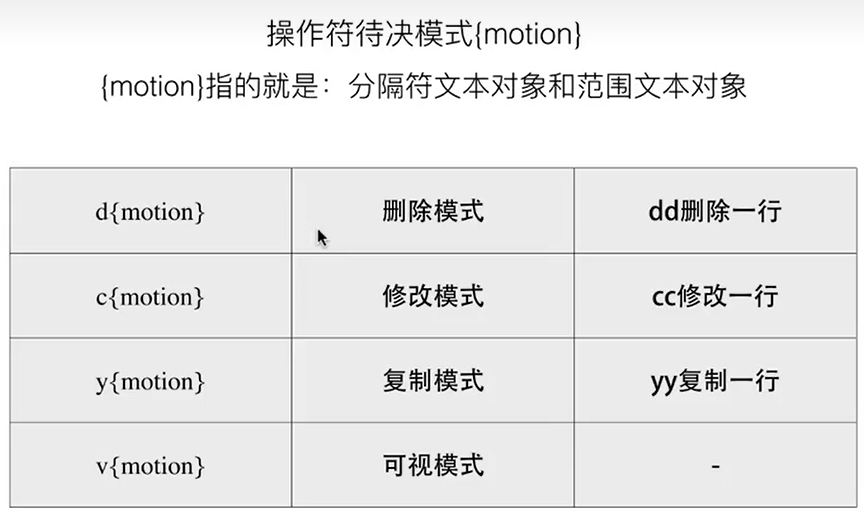 操作符待决模式{motion}
{motion}指的就是：分隔符文本对象和范围文本对象
d{motion} 删除模式 dd删除一行
c{motion} 修改模式 cc修改一行
y{motion} 复制模式 yy复制一行
v{motion} 可视模式 -